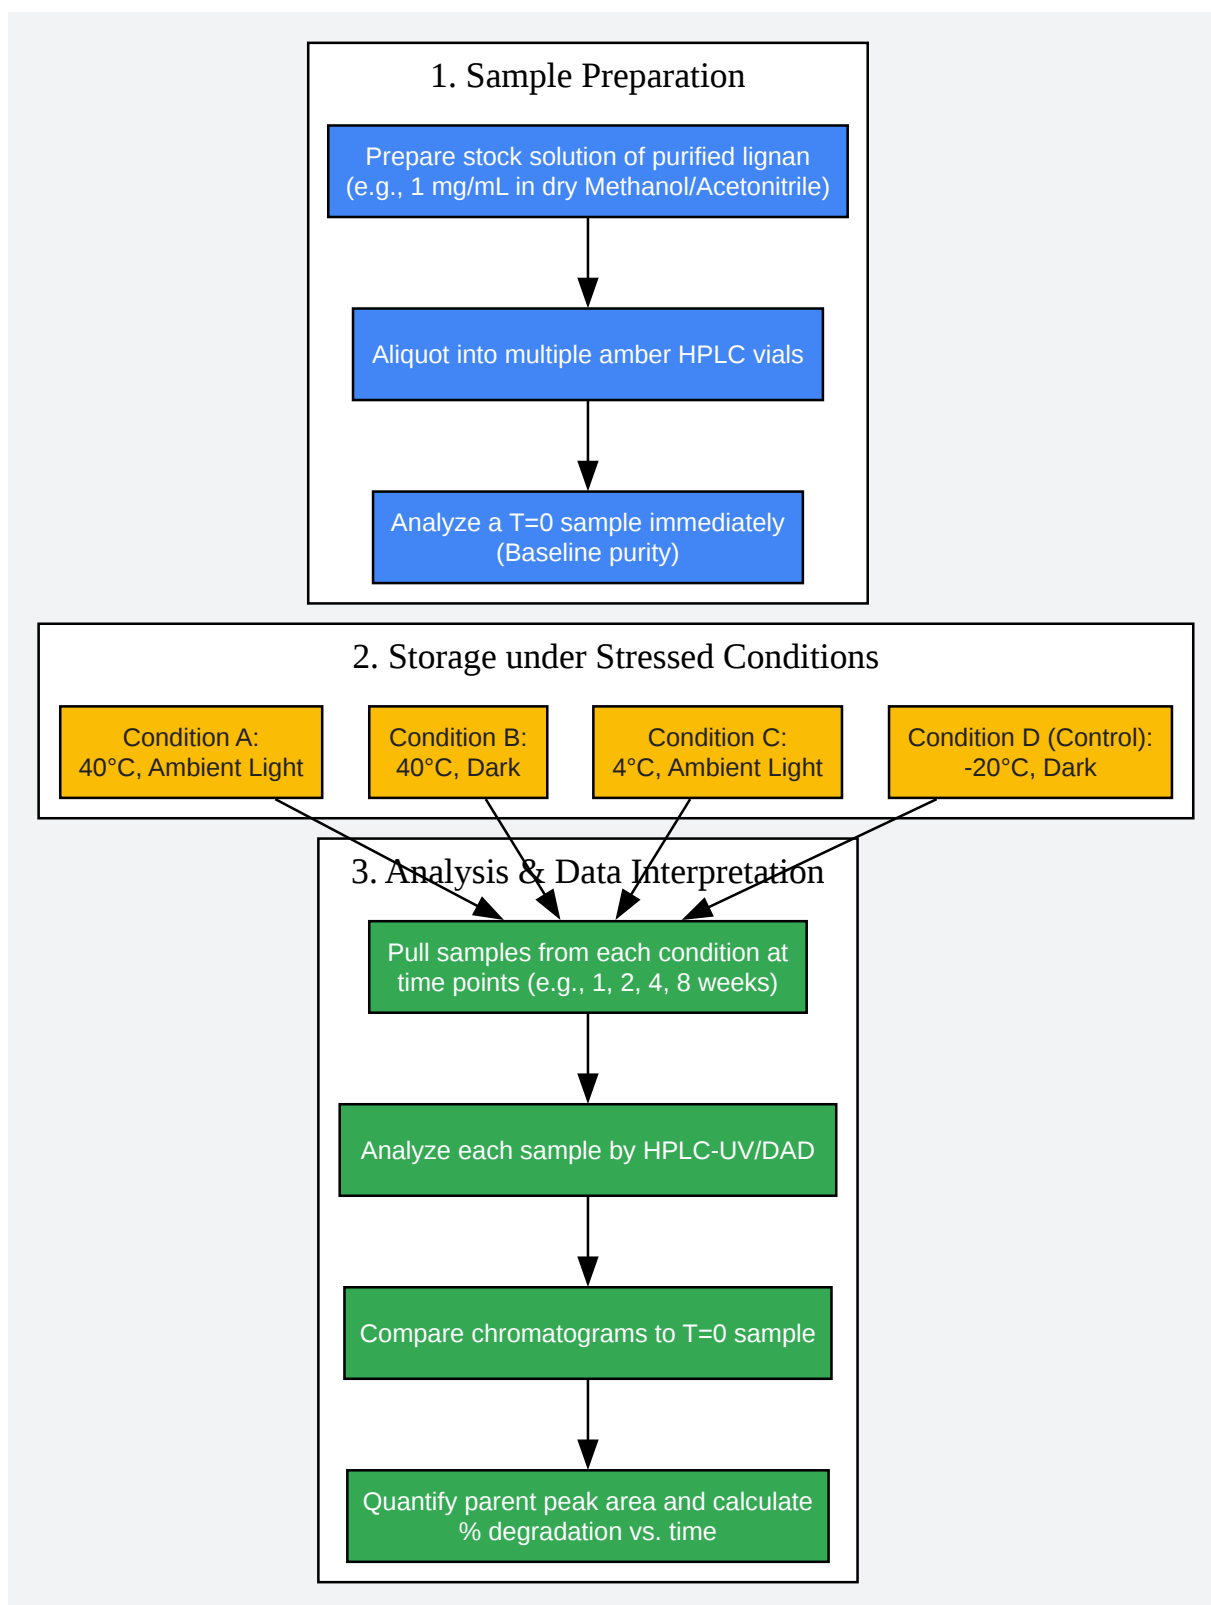 1. Sample Preparation
Prepare stock solution of purified lignan
(e.g., 1 mg/mL in dry Methanol/Acetonitrile)
Aliquot into multiple amber HPLC vials
Analyze a T=0 sample immediately
(Baseline purity)
2. Storage under Stressed Conditions
Condition A:
40°C, Ambient Light
Condition B:
40°C, Dark
Condition C:
4°C, Ambient Light
Condition D (Control):
-20°C, Dark
3. Analysis & Data Interpretation
Pull samples from each condition at
time points (e.g., 1, 2, 4, 8 weeks)
Analyze each sample by HPLC-UV/DAD
Compare chromatograms to T=0 sample
Quantify parent peak area and calculate
% degradation vs. time